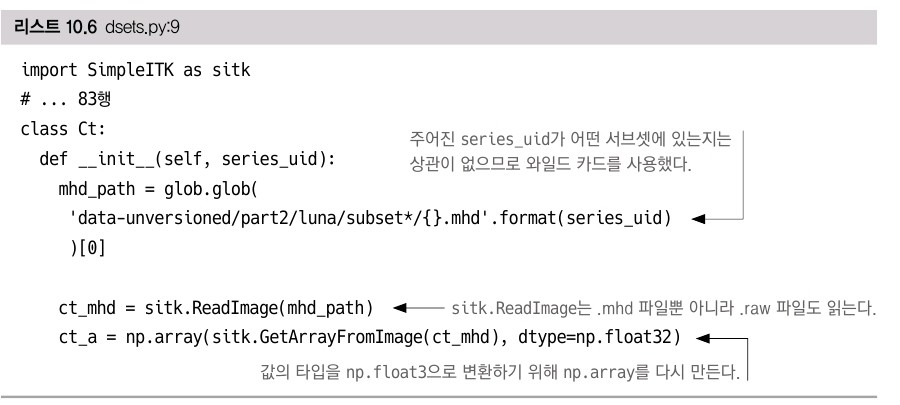 리스트 10.6 dsets.py:9
import SimpleITK as sitk
# ... 83행
class Ct:
주어진 series_uid가 어떤 서브셋에 있는지는
상관이 없으므로 와일드 카드를 사용했다.
def __init__(self, series_uid):
mhd_path = glob.glob(
'data-unversioned/part2/luna/subset*/{}.mhd'.format(series_uid)
)[0]
ct_mhd = sitk.ReadImage(mhd_path)
sitk.ReadImage는 .mhd 파일뿐 아니라 .raw 파일도 읽는다.
ct_a = np.array(sitk.GetArrayFromImage(ct_mhd), dtype=np.float32)
값의 타입을 np.float3으로 변환하기 위해 np.array를 다시 만든다.